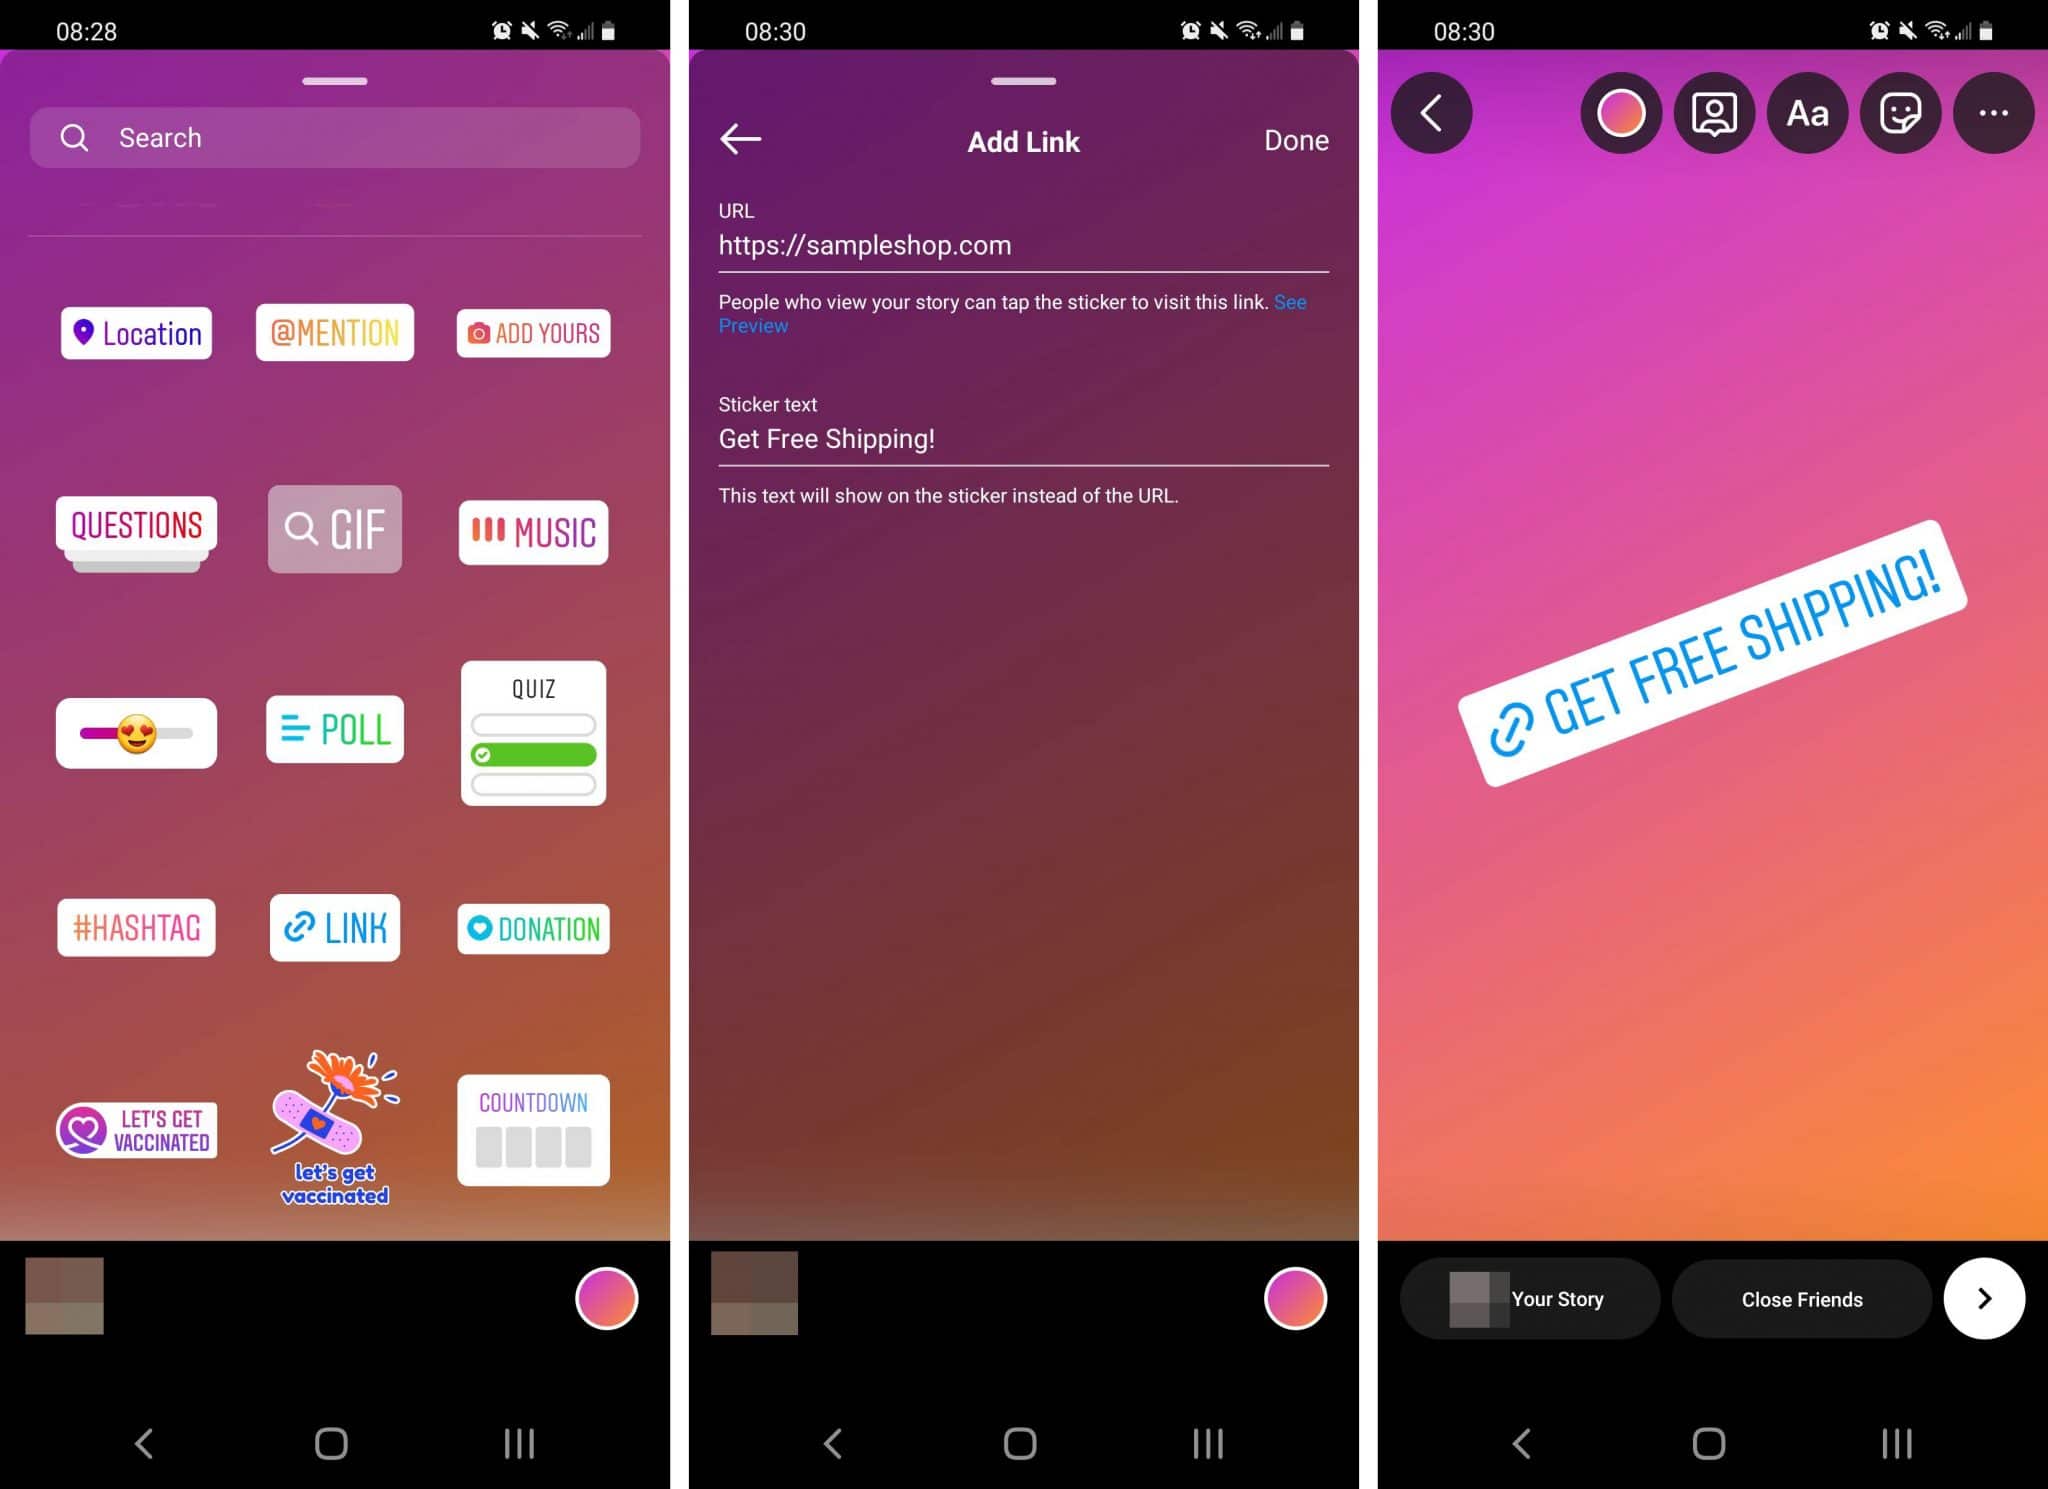 08:28
Search
Location
@MENTION
ADD YOURS
QUESTIONS
GIF
MUSIC
POLL
QUIZ
#HASHTAG
LINK
DONATION
LET'S GET
VACCINATED
let's get
vaccinated
COUNTDOWN
08:30
Add Link
Done
URL
https://sampleshop.com
People who view your story can tap the sticker to visit this link. See
Preview
Sticker text
Get Free Shipping!
This text will show on the sticker instead of the URL.
08:30
Aa
GET FREE SHIPPING!
Your Story
Close Friends